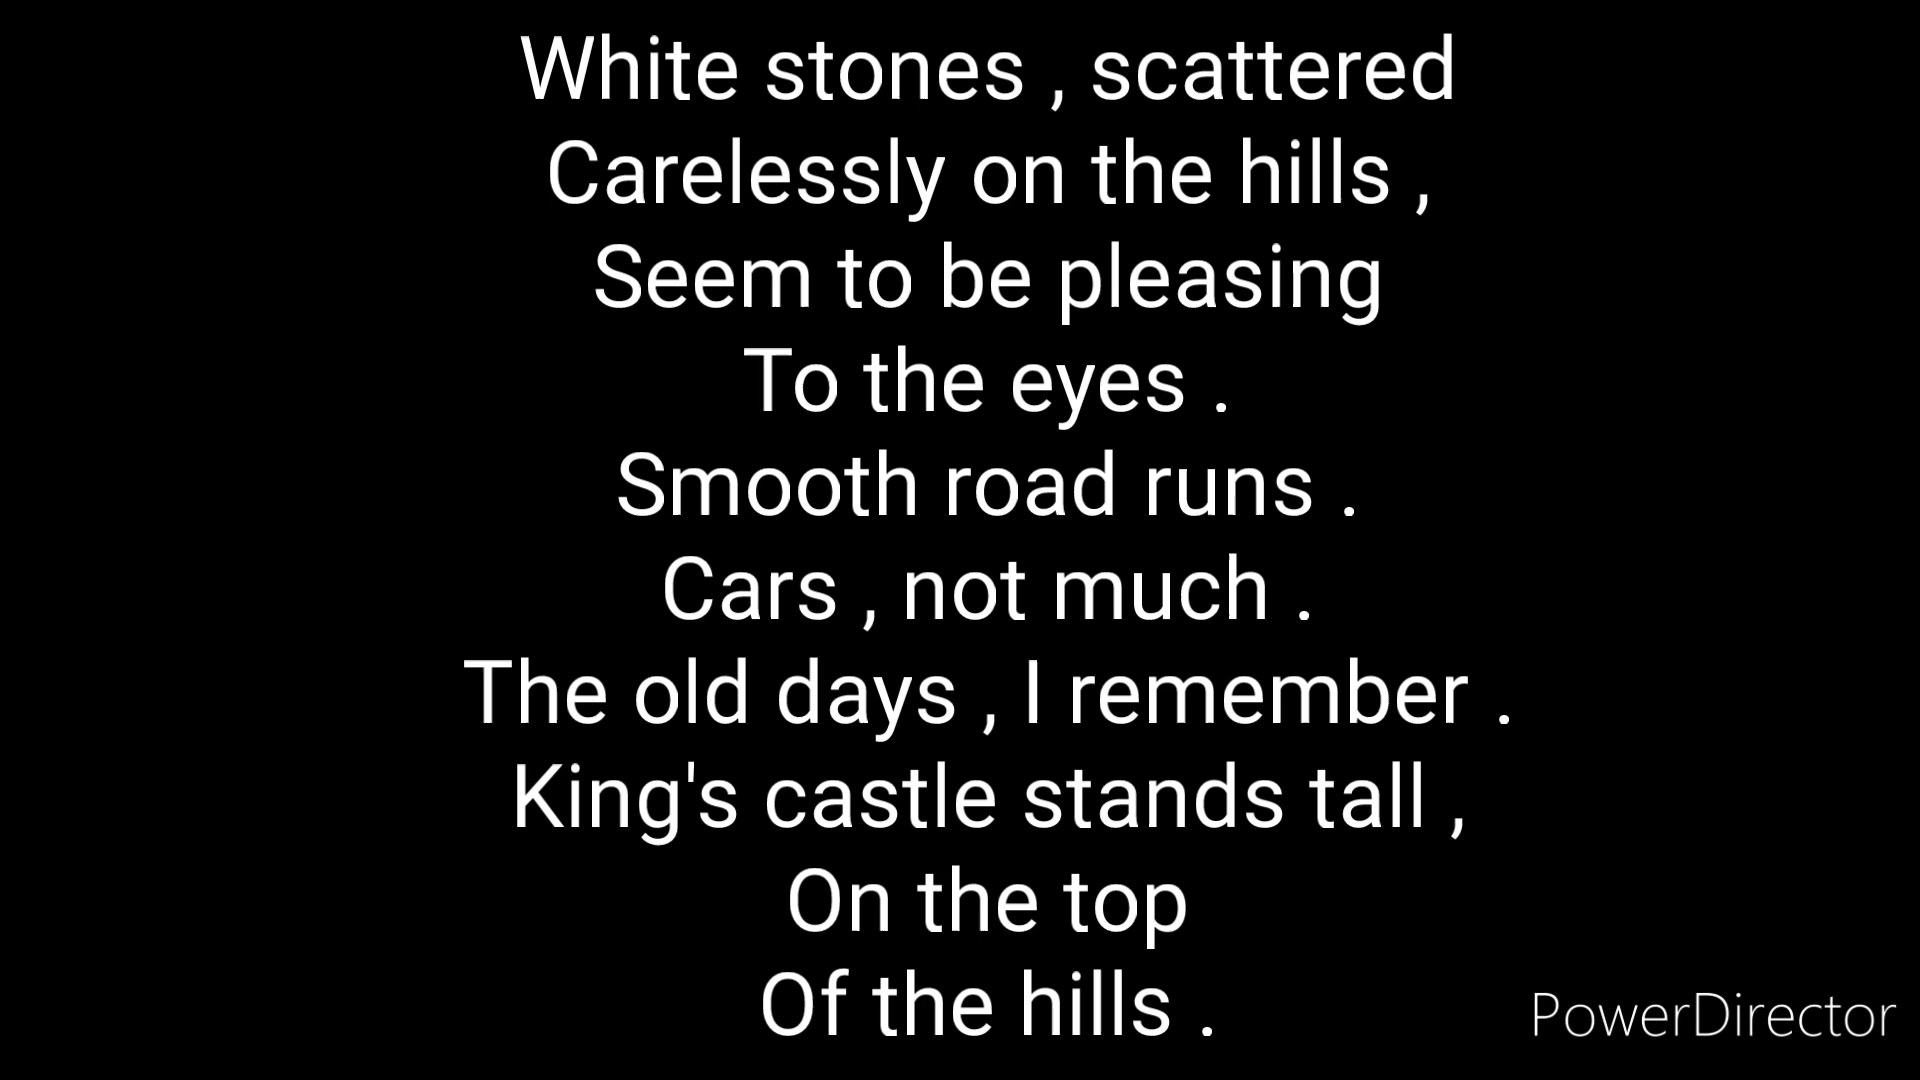 White stones , scattered
Carelessly on the hills ,
Seem to be pleasing
To the eyes .
Smooth road runs .
Cars , not much .
The old days , I remember .
King's castle stands tall ,
On the top
Of the hills .
PowerDirector